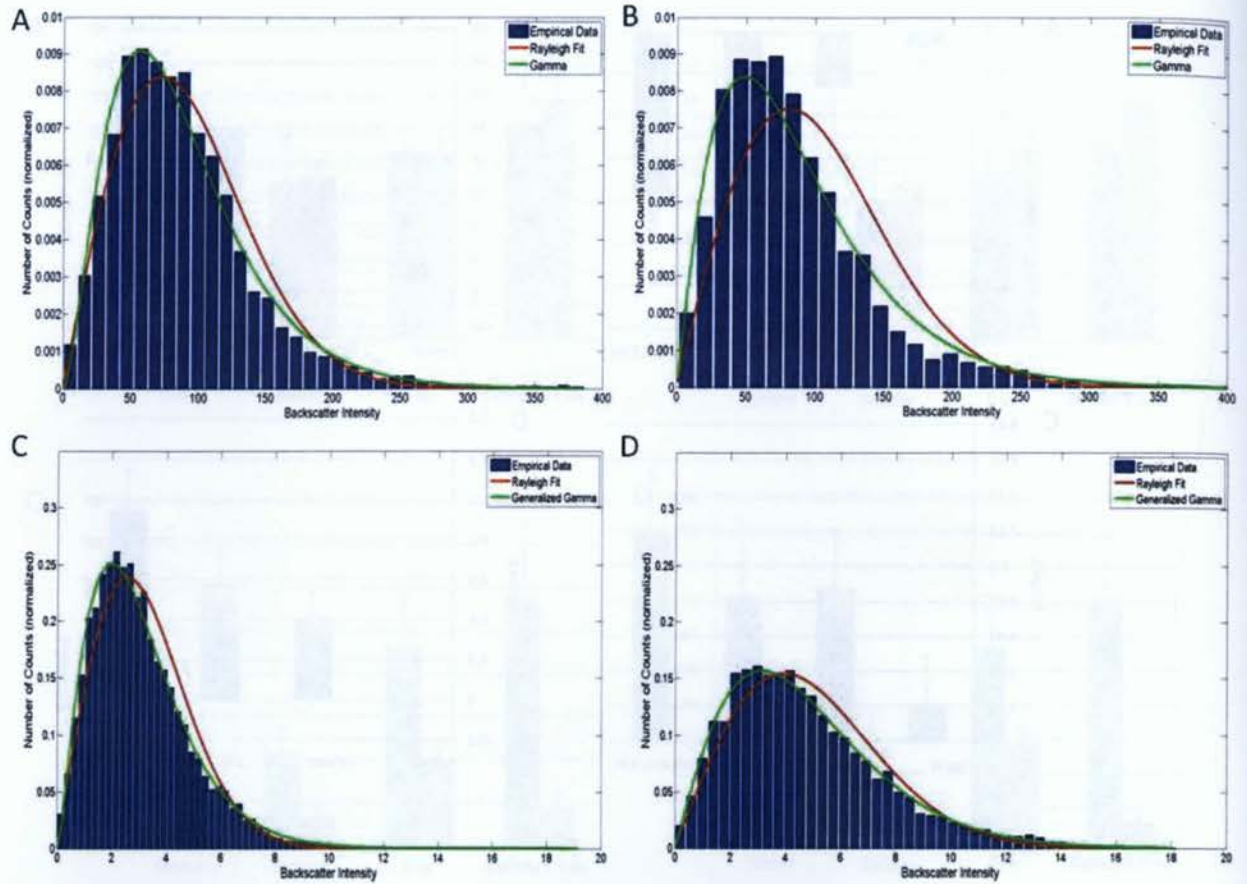 A
Number of Counts (normalized)
0.01
0.009
0.008
0.007
0.006
0.005
0.004
0.003
0.002
0.001
0
0 50 100 150 200 250 300 350 400
Backscatter Intensity
Empirical Data
Rayleigh Fit
Gamma
B
Number of Counts (normalized)
0.01
0.009
0.008
0.007
0.006
0.005
0.004
0.003
0.002
0.001
0
0 50 100 150 200 250 300 350 400
Backscatter Intensity
Empirical Data
Rayleigh Fit
Gamma
C
Number of Counts (normalized)
0.3
0.25
0.2
0.15
0.1
0.05
0
0 2 4 6 8 10 12 14 16 18 20
Backscatter Intensity
Empirical Data
Rayleigh Fit
Generalized Gamma
D
Number of Counts (normalized)
0.3
0.25
0.2
0.15
0.1
0.05
0
0 2 4 6 8 10 12 14 16 18 20
Backscatter Intensity
Empirical Data
Rayleigh Fit
Generalized Gamma